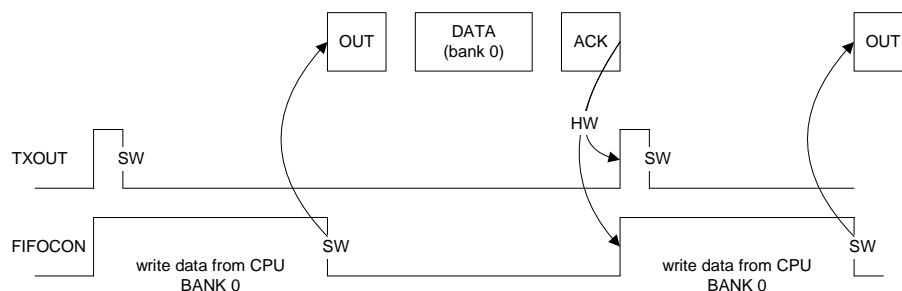 OUT
DATA
(bank 0)
ACK
OUT
HW
TXOUT
SW
SW
FIFOCON
SW
SW
write data from CPU
BANK 0
write data from CPU
BANK 0